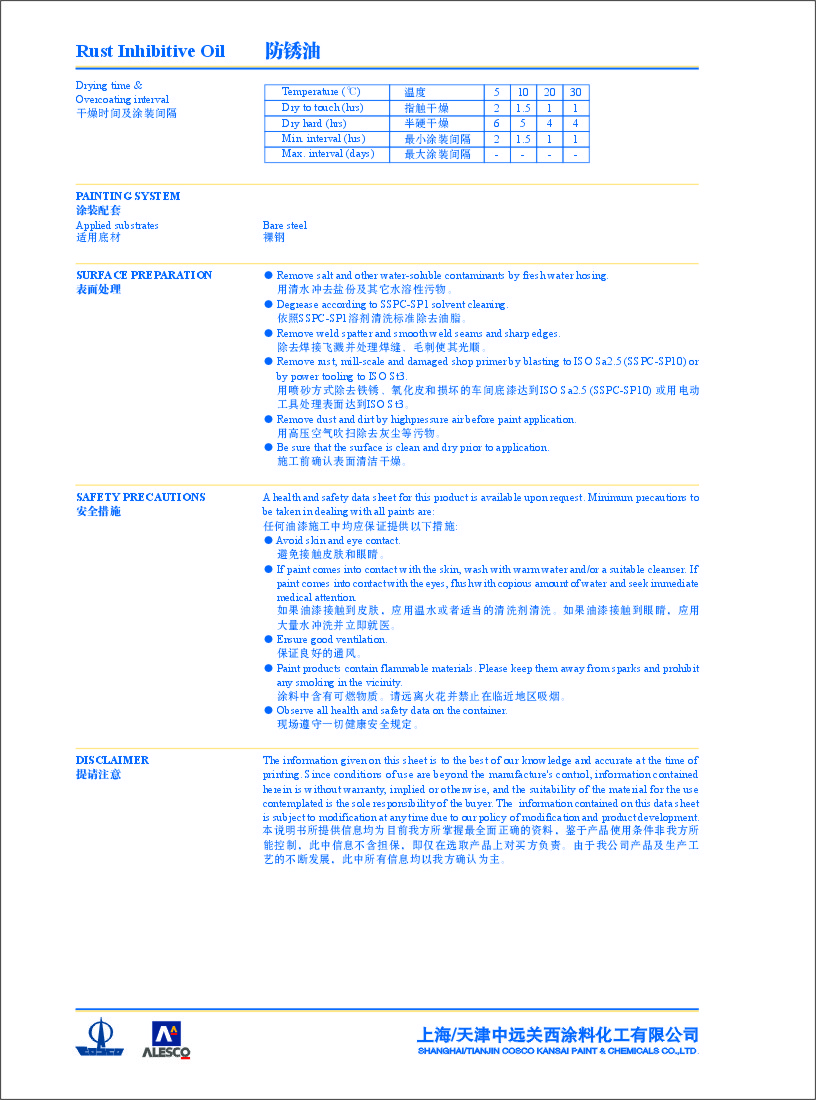 Rust Inhibitive Oil 防锈油
Drying time &
Overcoating interval
干燥时间及涂装间隔
Temperature (℃) 温度 5 10 20 30
Dry to touch (hrs) 指触干燥 2 1.5 1 1
Dry hard (hrs) 半硬干燥 6 5 4 4
Min. interval (hrs) 最小涂装间隔 2 1.5 1 1
Max. interval (days) 最大涂装间隔 - - - -
PAINTING SYSTEM
涂装配套
Applied substrates Bare steel
适用底材 裸钢
SURFACE PREPARATION
表面处理
● Remove salt and other water-soluble contaminants by fresh water hosing.
用清水冲去盐份及其它水溶性污物。
● Degrease according to SSPC-SP1 solvent cleaning.
依照SSPC-SP1溶剂清洗标准除去油脂。
● Remove weld spatter and smooth weld seams and sharp edges.
除去焊接飞溅并处理焊缝、毛刺使其光顺。
● Remove rust, mill-scale and damaged shop primer by blasting to ISO Sa2.5 (SSPC-SP10) or
by power tooling to ISO St3.
用喷砂方式除去铁锈、氧化皮和损坏的车间底漆达到ISO Sa2.5 (SSPC-SP10) 或用电动
工具处理表面达到ISO St3。
● Remove dust and dirt by highpressure air before paint application.
用高压空气吹扫除去灰尘等污物。
● Be sure that the surface is clean and dry prior to application.
施工前确认表面清洁干燥。
SAFETY PRECAUTIONS
安全措施
A health and safety data sheet for this product is available upon request. Minimum precautions to
be taken in dealing with all paints are:
任何油漆施工中均应保证提供以下措施:
● Avoid skin and eye contact.
避免接触皮肤和眼睛。
● If paint comes into contact with the skin, wash with warm water and/or a suitable cleanser. If
paint comes into contact with the eyes, flush with copious amount of water and seek immediate
medical attention.
如果油漆接触到皮肤，应用温水或者适当的清洗剂清洗。如果油漆接触到眼睛，应用
大量水冲洗并立即就医。
● Ensure good ventilation.
保证良好的通风。
● Paint products contain flammable materials. Please keep them away from sparks and prohibit
any smoking in the vicinity.
涂料中含有可燃物质。请远离火花并禁止在临近地区吸烟。
● Observe all health and safety data on the container.
现场遵守一切健康安全规定。
DISCLAIMER
提请注意
The information given on this sheet is to the best of our knowledge and accurate at the time of
printing. Since conditions of use are beyond the manufacture's control, information contained
herein is without warranty, implied or otherwise, and the suitability of the material for the use
contemplated is the sole responsibility of the buyer. The information contained on this data sheet
is subject to modification at any time due to our policy of modification and product development.
本说明书所提供信息均为目前我方所掌握最全面正确的资料，鉴于产品使用条件非我方所
能控制，此中信息不含担保，即仅在选取产品上对买方负责。由于我公司产品及生产工
艺的不断发展，此中所有信息均以我方确认为主。
COSCO
ALESCO
上海/天津中远关西涂料化工有限公司
SHANGHAI/TIANJIN COSCO KANSAI PAINT & CHEMICALS CO.,LTD.